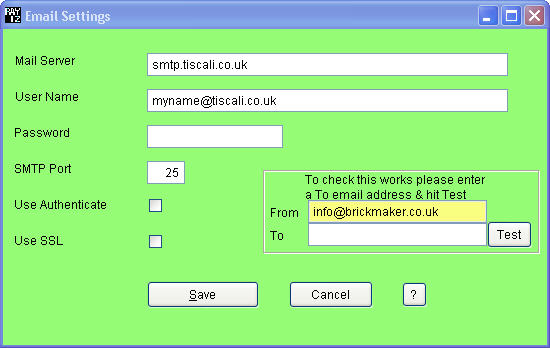 PAY
IZ
Email Settings
Mail Server
smtp.tiscali.co.uk
User Name
myname@tiscali.co.uk
Password
SMTP Port
25
Use Authenticate
Use SSL
To check this works please enter
a To email address & hit Test
From
info@brickmaker.co.uk
To
Test
Save
Cancel
?